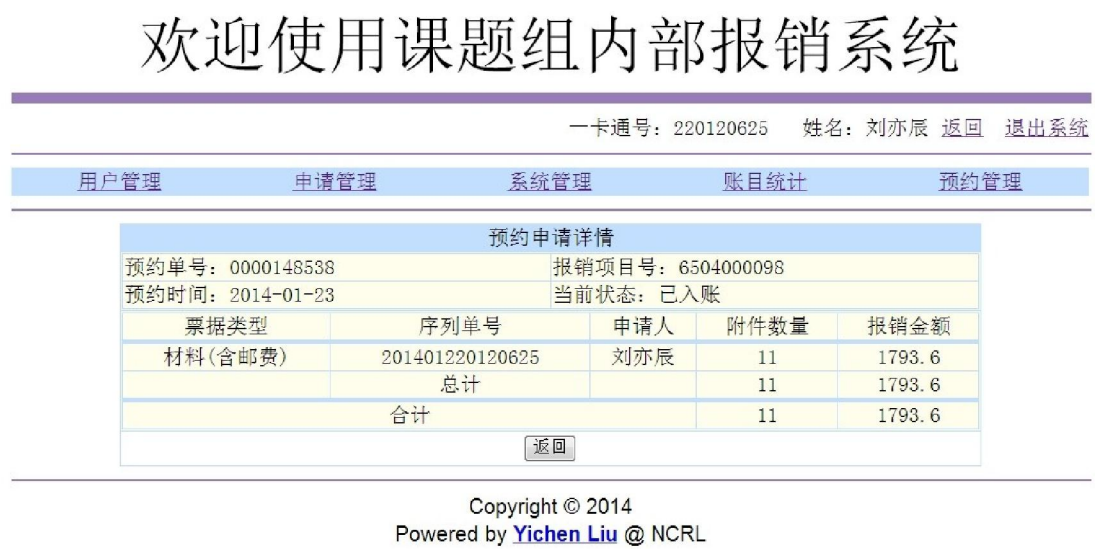 欢迎使用课题组内部报销系统
一卡通号：220120625 姓名：刘亦辰 返回 退出系统
用户管理 申请管理 系统管理 账目统计 预约管理
预约申请详情
预约单号：0000148538 报销项目号：6504000098
预约时间：2014-01-23 当前状态：已入账
票据类型 序列单号 申请人 附件数量 报销金额
材料(含邮费) 201401220120625 刘亦辰 11 1793.6
总计 11 1793.6
合计 11 1793.6
返回
Copyright © 2014
Powered by Yichen Liu @ NCRL